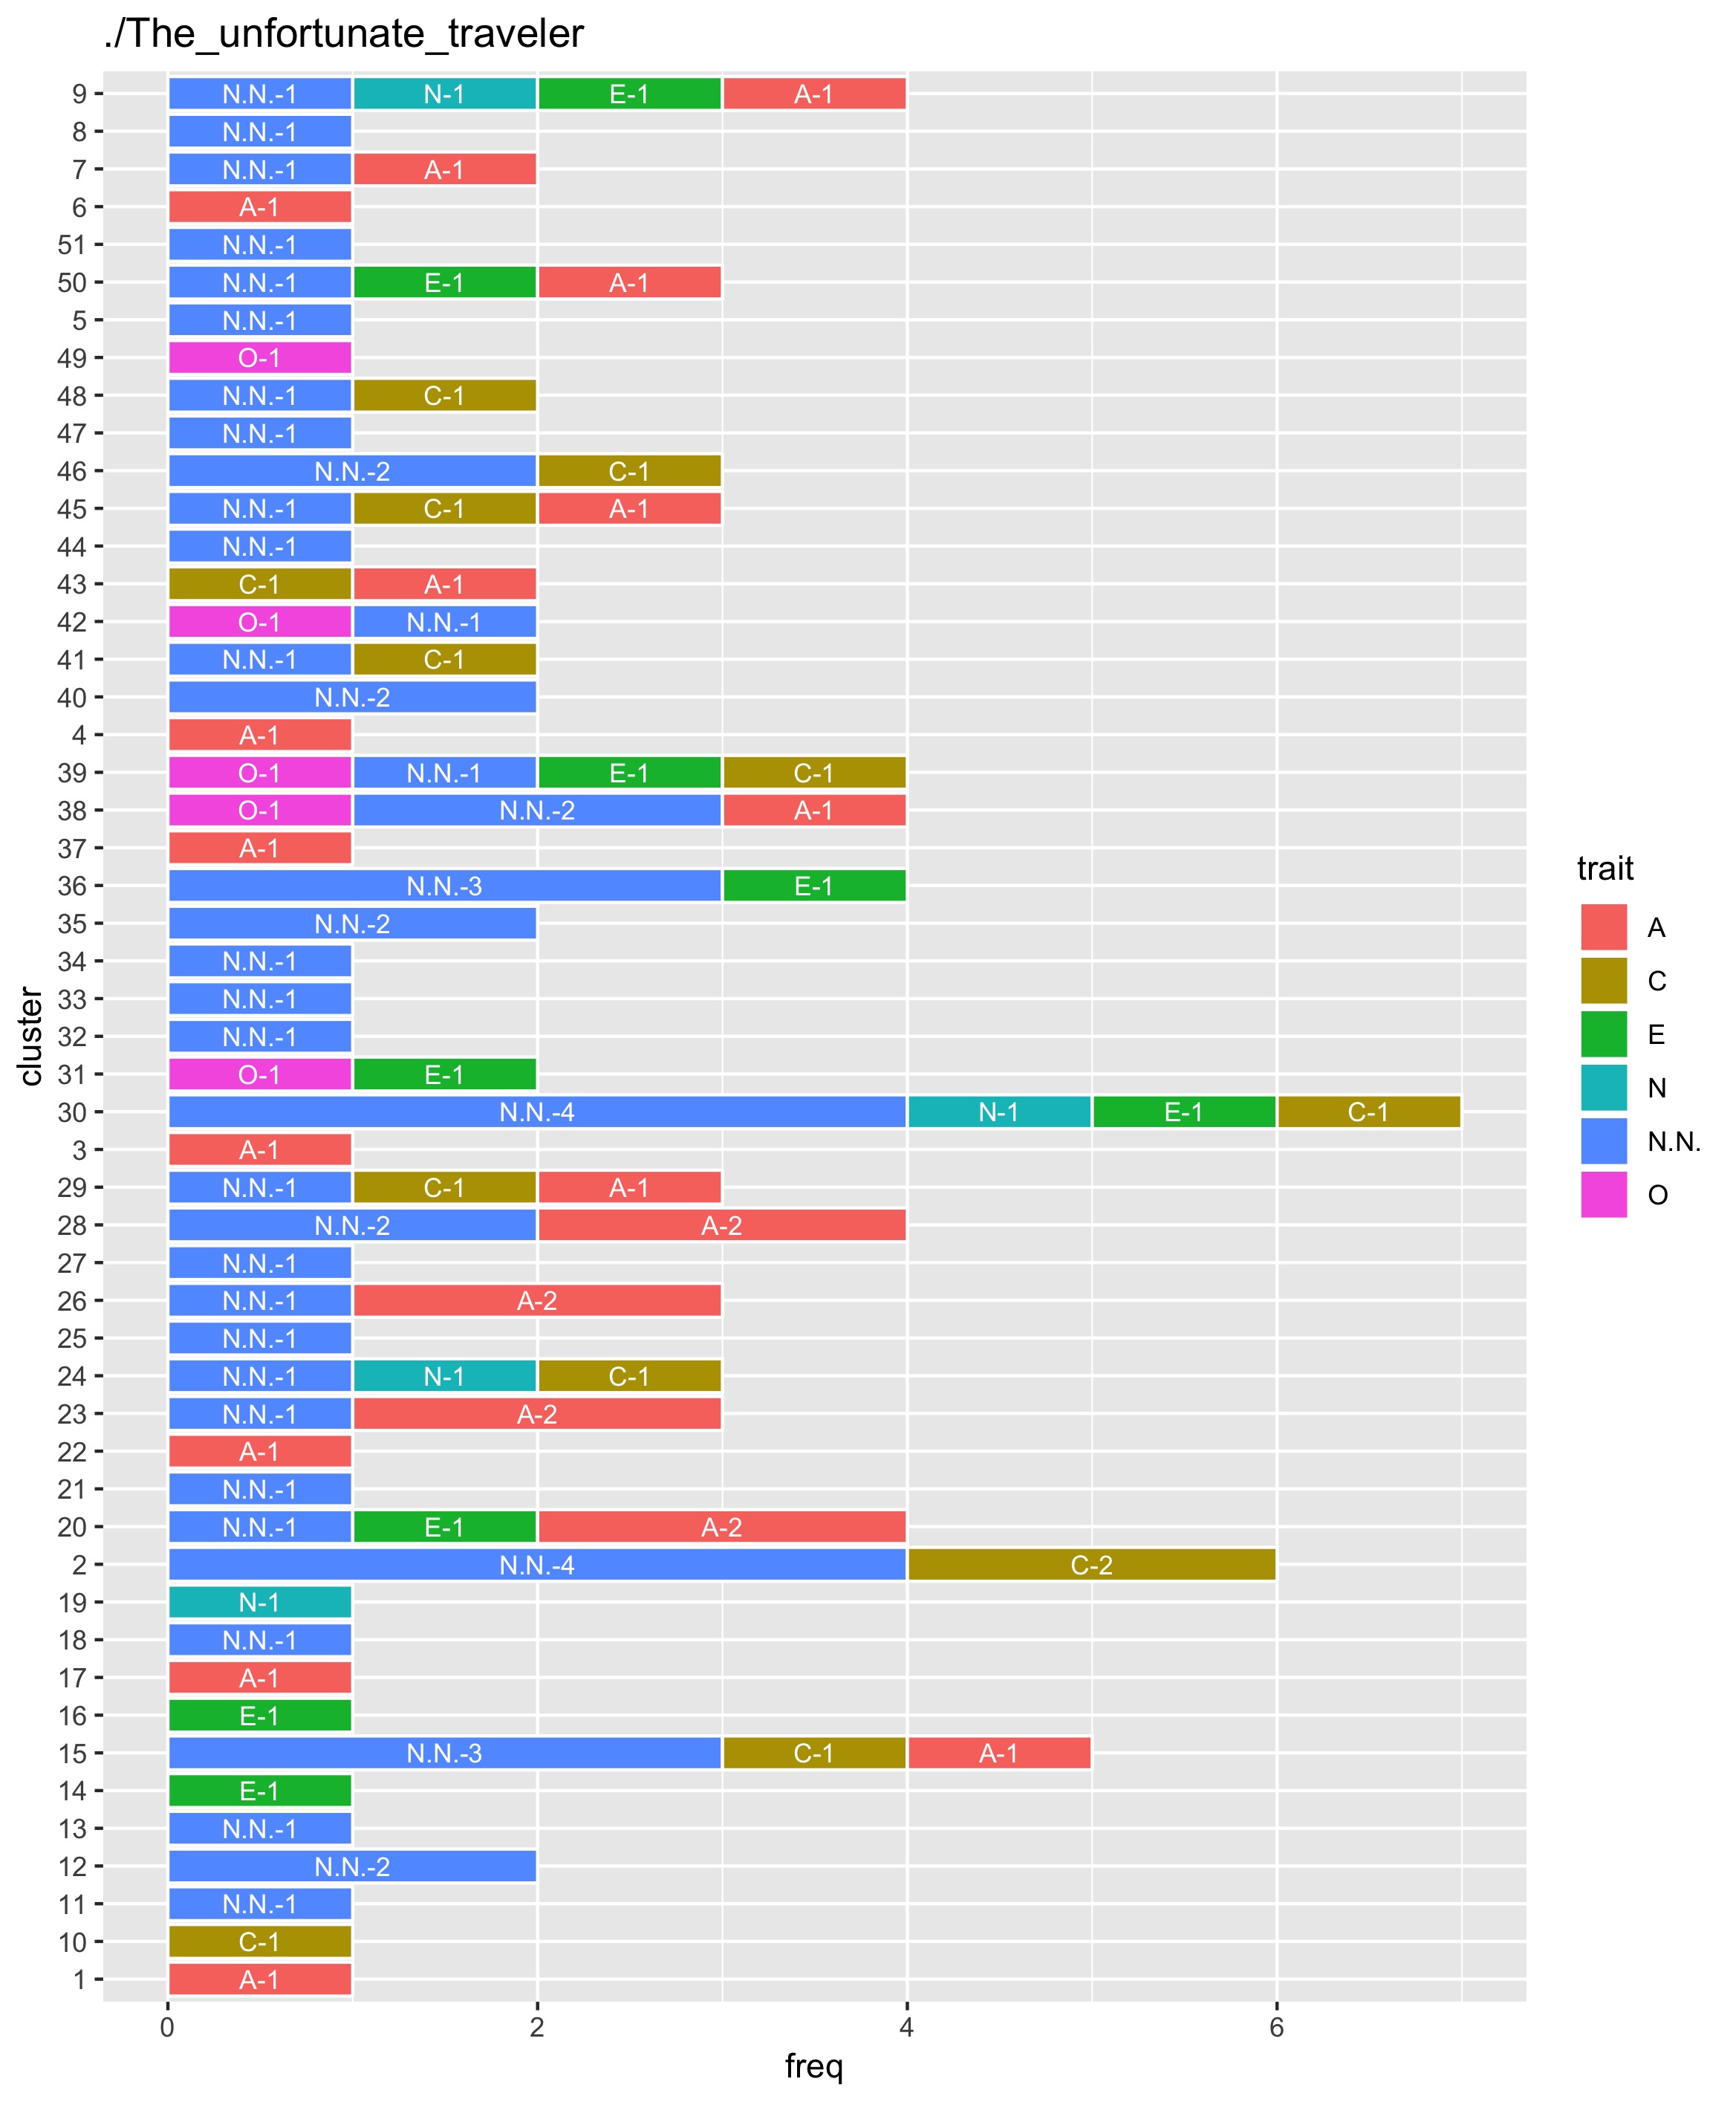 ./The_unfortunate_traveler
9 N.N.-1 N-1 E-1 A-1
8 N.N.-1
7 N.N.-1 A-1
6 A-1
51 N.N.-1
50 N.N.-1 E-1 A-1
5 N.N.-1
49 O-1
48 N.N.-1 C-1
47 N.N.-1
46 N.N.-2 C-1
45 N.N.-1 C-1 A-1
44 N.N.-1
43 C-1 A-1
42 O-1 N.N.-1
41 N.N.-1 C-1
40 N.N.-2
4 A-1
39 O-1 N.N.-1 E-1 C-1
38 O-1 N.N.-2 A-1
37 A-1
36 N.N.-3 E-1
35 N.N.-2
34 N.N.-1
33 N.N.-1
32 N.N.-1
31 O-1 E-1
30 N.N.-4 N-1 E-1 C-1
3 A-1
29 N.N.-1 C-1 A-1
28 N.N.-2 A-2
27 N.N.-1
26 N.N.-1 A-2
25 N.N.-1
24 N.N.-1 N-1 C-1
23 N.N.-1 A-2
22 A-1
21 N.N.-1
20 N.N.-1 E-1 A-2
2 N.N.-4 C-2
19 N-1
18 N.N.-1
17 A-1
16 E-1
15 N.N.-3 C-1 A-1
14 E-1
13 N.N.-1
12 N.N.-2
11 N.N.-1
10 C-1
1 A-1
0 2 4 6
freq
cluster
trait
A
C
E
N
N.N.
O